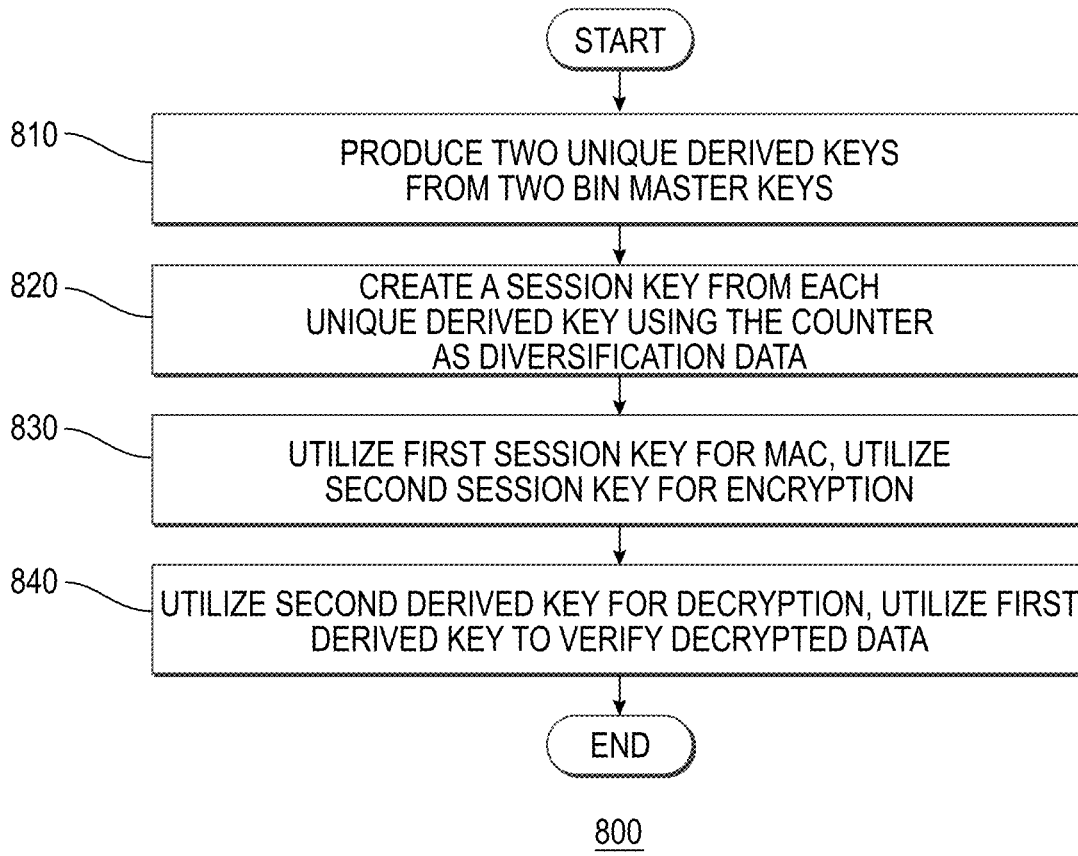 START
810
PRODUCE TWO UNIQUE DERIVED KEYS
FROM TWO BIN MASTER KEYS
820
CREATE A SESSION KEY FROM EACH
UNIQUE DERIVED KEY USING THE COUNTER
AS DIVERSIFICATION DATA
830
UTILIZE FIRST SESSION KEY FOR MAC, UTILIZE
SECOND SESSION KEY FOR ENCRYPTION
840
UTILIZE SECOND DERIVED KEY FOR DECRYPTION, UTILIZE FIRST
DERIVED KEY TO VERIFY DECRYPTED DATA
END
800